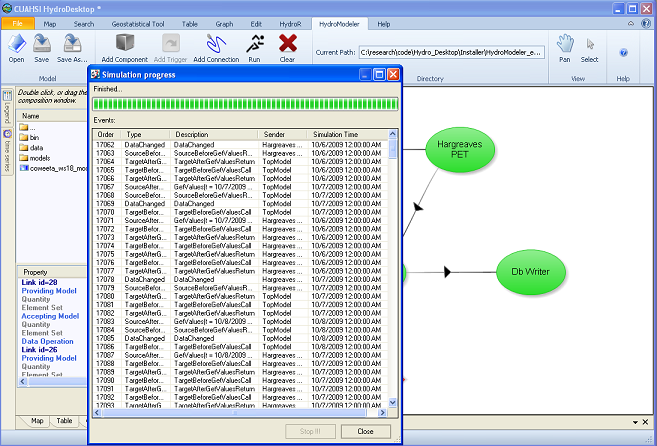 CUAHSI HydroDesktop *
File Map Search Geostatistical Tool Table Graph Edit HydroR HydroModeler Help
Open Save Save As... Add Component Add Trigger Add Connection Run Clear Current Path: C:\research\code\Hydro_Desktop\Installer\HydroModeler_e... Pan Select Help
Model Directory View Help
Legend
time series
Double click, or drag the
composition window.
Name
...
bin
data
models
coweeta_ws18_mo
Property
Link id=28
Providing Model
Quantity
Element Set
Accepting Model
Quantity
Element Set
Data Operation
Link id=26
Providing Model
Quantity
Element Set
Map Table
Simulation progress
Finished...
Events:
Order Type Description Sender Simulation Time
17062 DataChanged DataChanged Hargreaves ... 10/6/2009 12:00:00 AM
17063 SourceBefor... SourceBeforeGetValuesR... Hargreaves ... 10/6/2009 12:00:00 AM
17064 TargetAfterG... TargetAfterGetValuesReturn TopModel 10/6/2009 12:00:00 AM
17065 TargetBefor... TargetBeforeGetValuesCall TopModel 10/6/2009 12:00:00 AM
17066 TargetAfterG... TargetAfterGetValuesReturn TopModel 10/6/2009 12:00:00 AM
17067 SourceAfter... GetValues(t = 10/7/2009 ... TopModel 10/6/2009 12:00:00 AM
17068 SourceBefor... SourceBeforeGetValuesR... TopModel 10/6/2009 12:00:00 AM
17069 DataChanged DataChanged TopModel 10/6/2009 12:00:00 AM
17070 TargetBefor... TargetBeforeGetValuesCall TopModel 10/6/2009 12:00:00 AM
17071 SourceAfter... GetValues(t = 10/7/2009 ... Hargreaves ... 10/6/2009 12:00:00 AM
17072 TargetBefor... TargetBeforeGetValuesCall Hargreaves ... 10/6/2009 12:00:00 AM
17073 TargetAfterG... TargetAfterGetValuesReturn Hargreaves ... 10/6/2009 12:00:00 AM
17074 TargetBefor... TargetBeforeGetValuesCall Hargreaves ... 10/6/2009 12:00:00 AM
17075 TargetAfterG... TargetAfterGetValuesReturn Hargreaves ... 10/6/2009 12:00:00 AM
17076 TargetBefor... TargetBeforeGetValuesCall Hargreaves ... 10/6/2009 12:00:00 AM
17077 TargetAfterG... TargetAfterGetValuesReturn Hargreaves ... 10/6/2009 12:00:00 AM
17078 DataChanged DataChanged Hargreaves ... 10/7/2009 12:00:00 AM
17079 SourceBefor... SourceBeforeGetValuesR... Hargreaves ... 10/7/2009 12:00:00 AM
17080 TargetAfterG... TargetAfterGetValuesReturn TopModel 10/7/2009 12:00:00 AM
17081 TargetBefor... TargetBeforeGetValuesCall TopModel 10/7/2009 12:00:00 AM
17082 TargetAfterG... TargetAfterGetValuesReturn TopModel 10/7/2009 12:00:00 AM
17083 SourceAfter... GetValues(t = 10/8/2009 ... TopModel 10/7/2009 12:00:00 AM
17084 SourceBefor... SourceBeforeGetValuesR... TopModel 10/7/2009 12:00:00 AM
17085 DataChanged DataChanged TopModel 10/7/2009 12:00:00 AM
17086 TargetBefor... TargetBeforeGetValuesCall TopModel 10/7/2009 12:00:00 AM
17087 SourceAfter... GetValues(t = 10/8/2009 ... Hargreaves ... 10/7/2009 12:00:00 AM
17088 TargetBefor... TargetBeforeGetValuesCall Hargreaves ... 10/7/2009 12:00:00 AM
17089 TargetAfterG... TargetAfterGetValuesReturn Hargreaves ... 10/7/2009 12:00:00 AM
17090 TargetBefor... TargetBeforeGetValuesCall Hargreaves ... 10/7/2009 12:00:00 AM
17091 TargetAfterG... TargetAfterGetValuesReturn Hargreaves ... 10/7/2009 12:00:00 AM
17092 TargetBefor... TargetBeforeGetValuesCall Hargreaves ... 10/7/2009 12:00:00 AM
17093 TargetAfterG... TargetAfterGetValuesReturn Hargreaves ... 10/7/2009 12:00:00 AM
Stop !!! Close
Hargreaves
PET
Db Writer